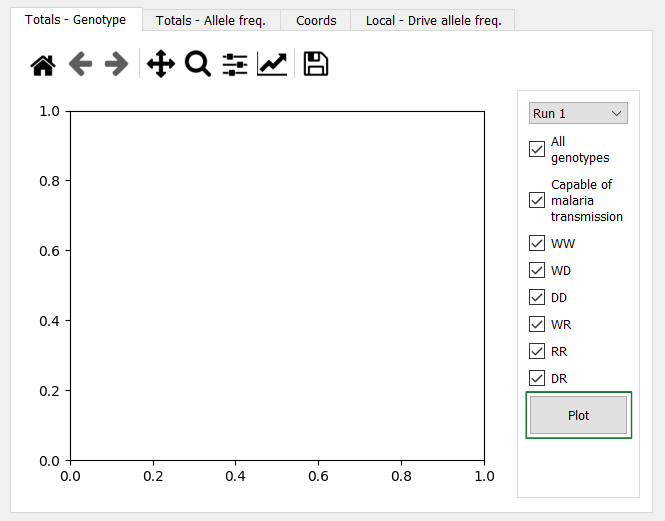 Totals - Genotype
Totals - Allele freq.
Coords
Local - Drive allele freq.
1.0
0.8
0.6
0.4
0.2
0.0
0.0
0.2
0.4
0.6
0.8
1.0
Run 1
All
genotypes
Capable of
malaria
transmission
WW
WD
DD
WR
RR
DR
Plot